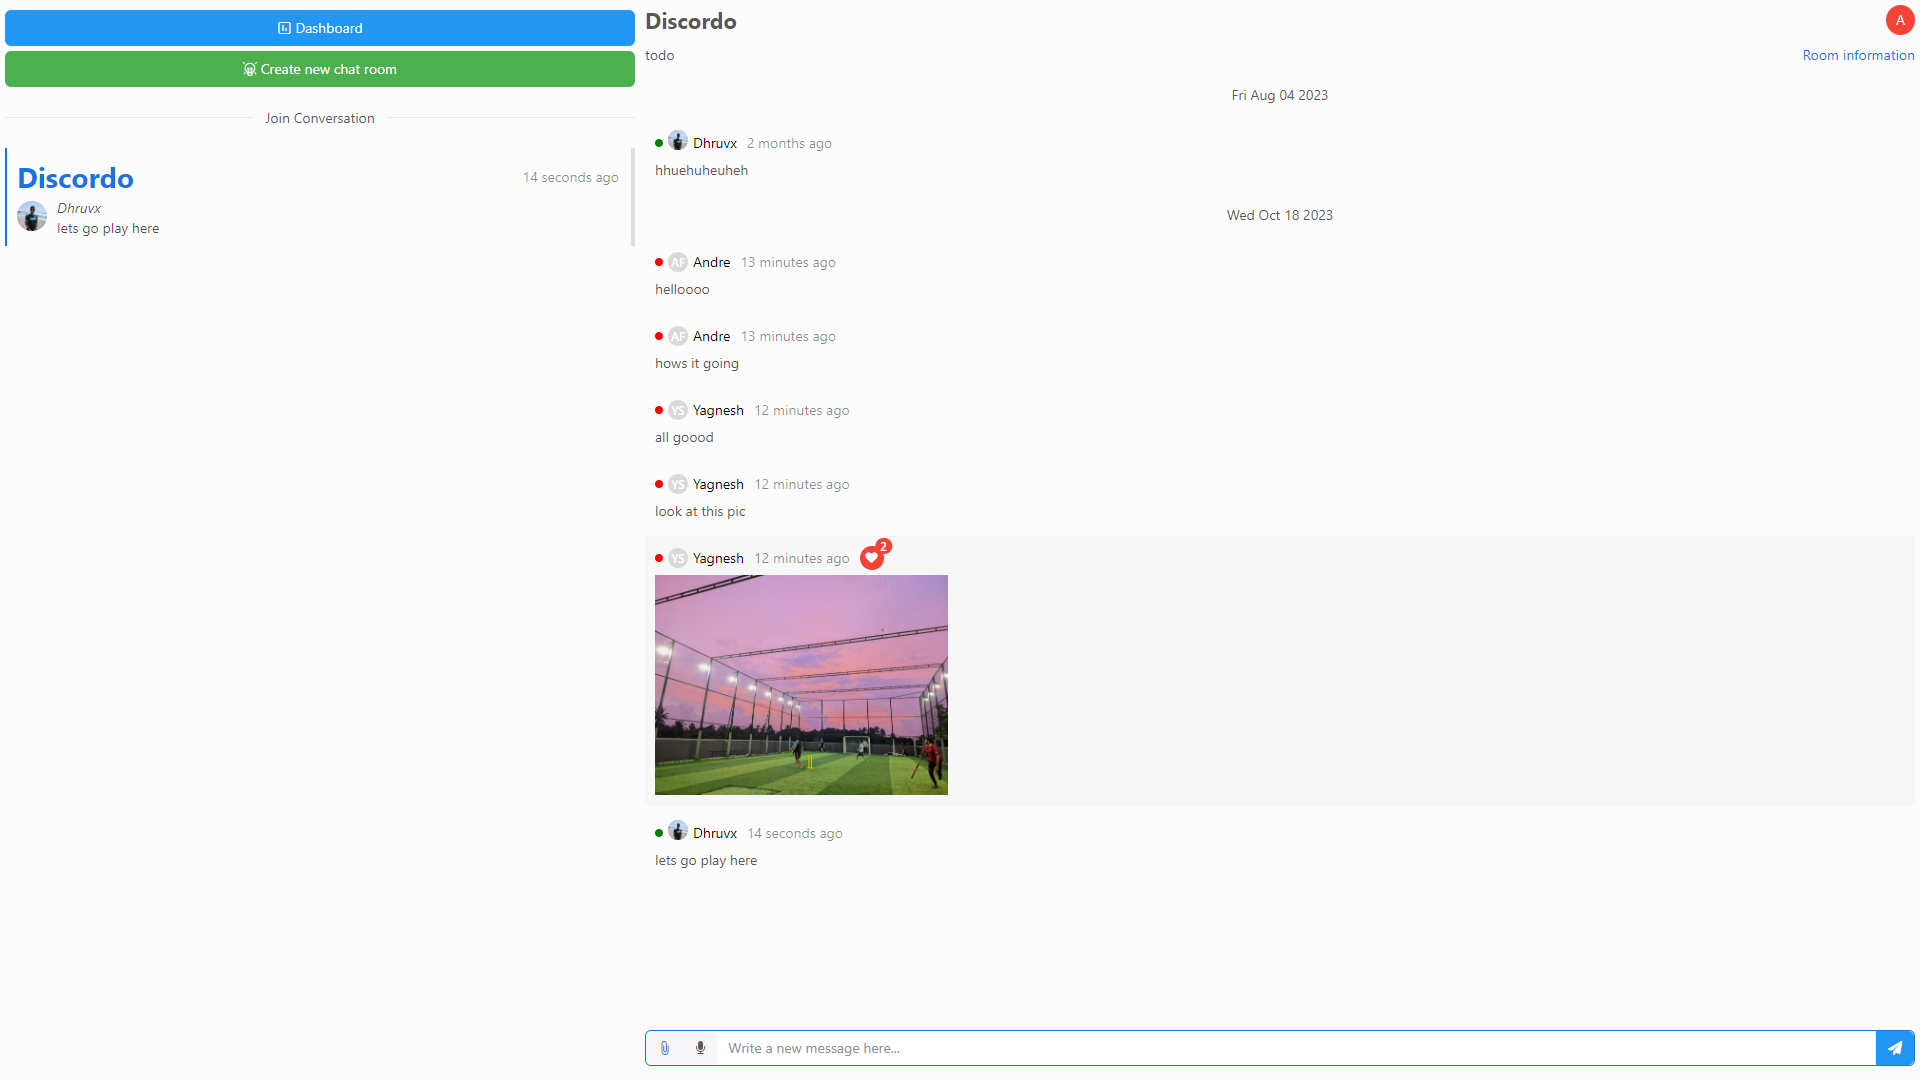 Dashboard
Create new chat room
Join Conversation
Discordo
14 seconds ago
Dhruvx
lets go play here
Discordo
A
todo
Room information
Fri Aug 04 2023
Dhruvx 2 months ago
hhuehuheuheh
Wed Oct 18 2023
AF Andre 13 minutes ago
helloooo
AF Andre 13 minutes ago
hows it going
YS Yagnesh 12 minutes ago
all goood
YS Yagnesh 12 minutes ago
look at this pic
YS Yagnesh 12 minutes ago 2
Dhruvx 14 seconds ago
lets go play here
Write a new message here...